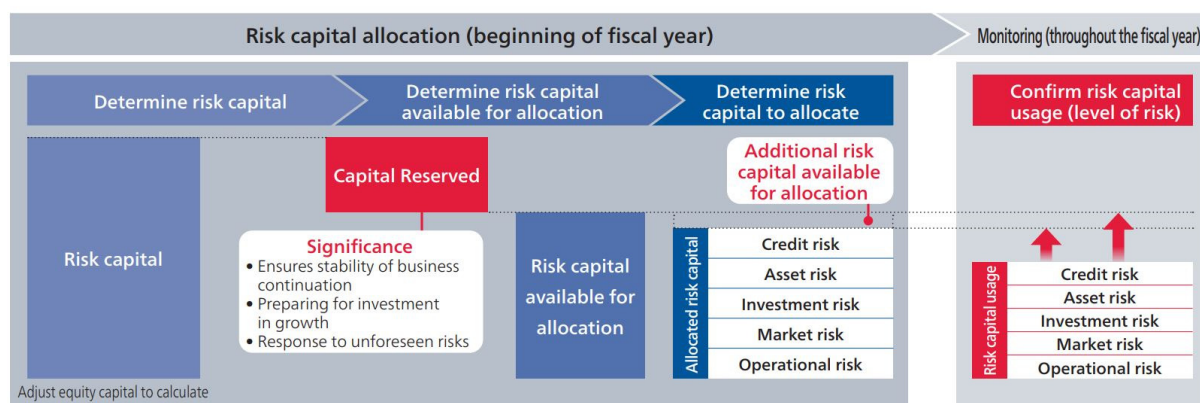 Risk capital allocation (beginning of fiscal year)
Monitoring (throughout the fiscal year)
Determine risk capital
Determine risk capital
available for allocation
Determine risk
capital to allocate
Confirm risk capital
usage (level of risk)
Risk capital
Capital Reserved
Significance
• Ensures stability of business
continuation
• Preparing for investment
in growth
• Response to unforeseen risks
Risk capital
available for
allocation
Additional risk
capital available
for allocation
Allocated risk capital
Credit risk
Asset risk
Investment risk
Market risk
Operational risk
Risk capital usage
Credit risk
Asset risk
Investment risk
Market risk
Operational risk
Adjust equity capital to calculate